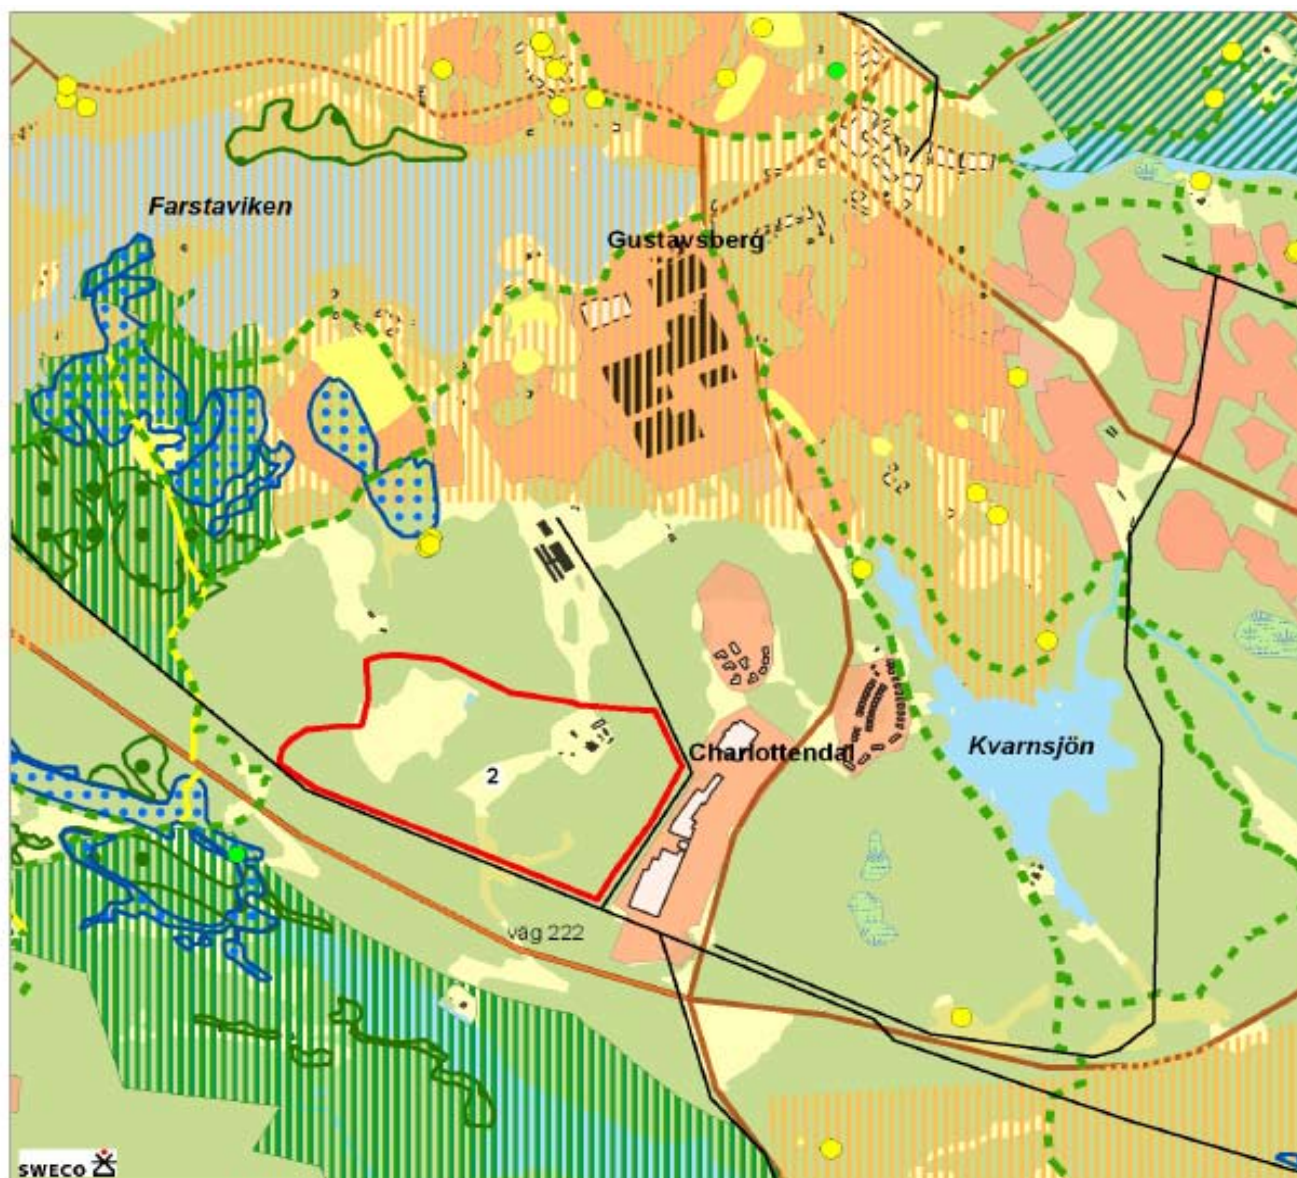 Farstaviken
Gustavsberg
Charlottendal
Kvarnsjön
2
väg 222
SWECO